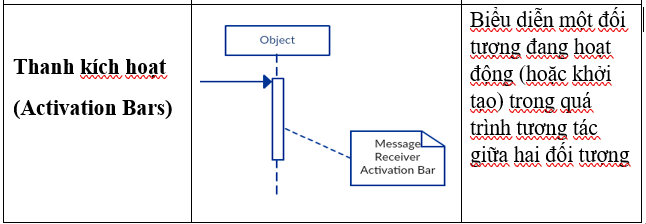 Thanh kích hoạt
(Activation Bars)
Object
Message
Receiver
Activation Bar
Biểu diễn một đối
tượng đang hoạt
động (hoặc khởi
tạo) trong quá
trình tương tác
giữa hai đối tượng